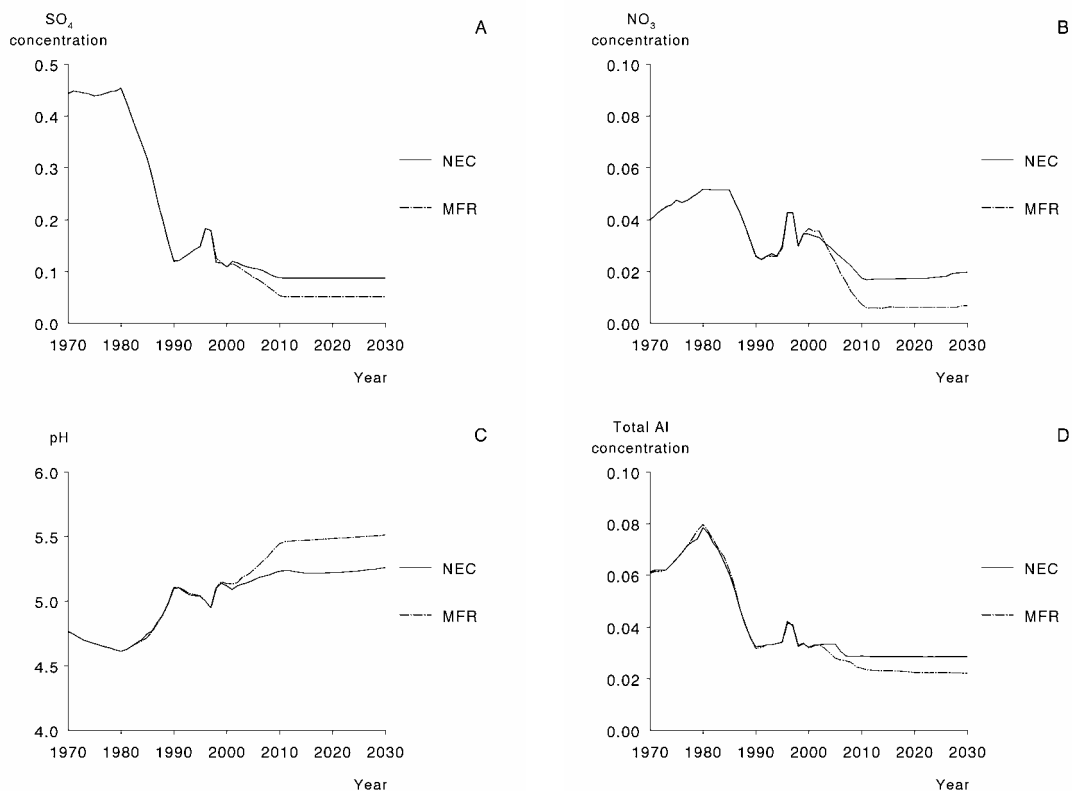 SO4
concentration
A
0.5
0.4
0.3
0.2
0.1
0.0
1970 1980 1990 2000 2010 2020 2030
Year
NEC
MFR
NO3
concentration
B
0.10
0.08
0.06
0.04
0.02
0.00
1970 1980 1990 2000 2010 2020 2030
Year
NEC
MFR
pH
C
6.0
5.5
5.0
4.5
4.0
1970 1980 1990 2000 2010 2020 2030
Year
NEC
MFR
Total Al
concentration
D
0.10
0.08
0.06
0.04
0.02
0.00
1970 1980 1990 2000 2010 2020 2030
Year
NEC
MFR